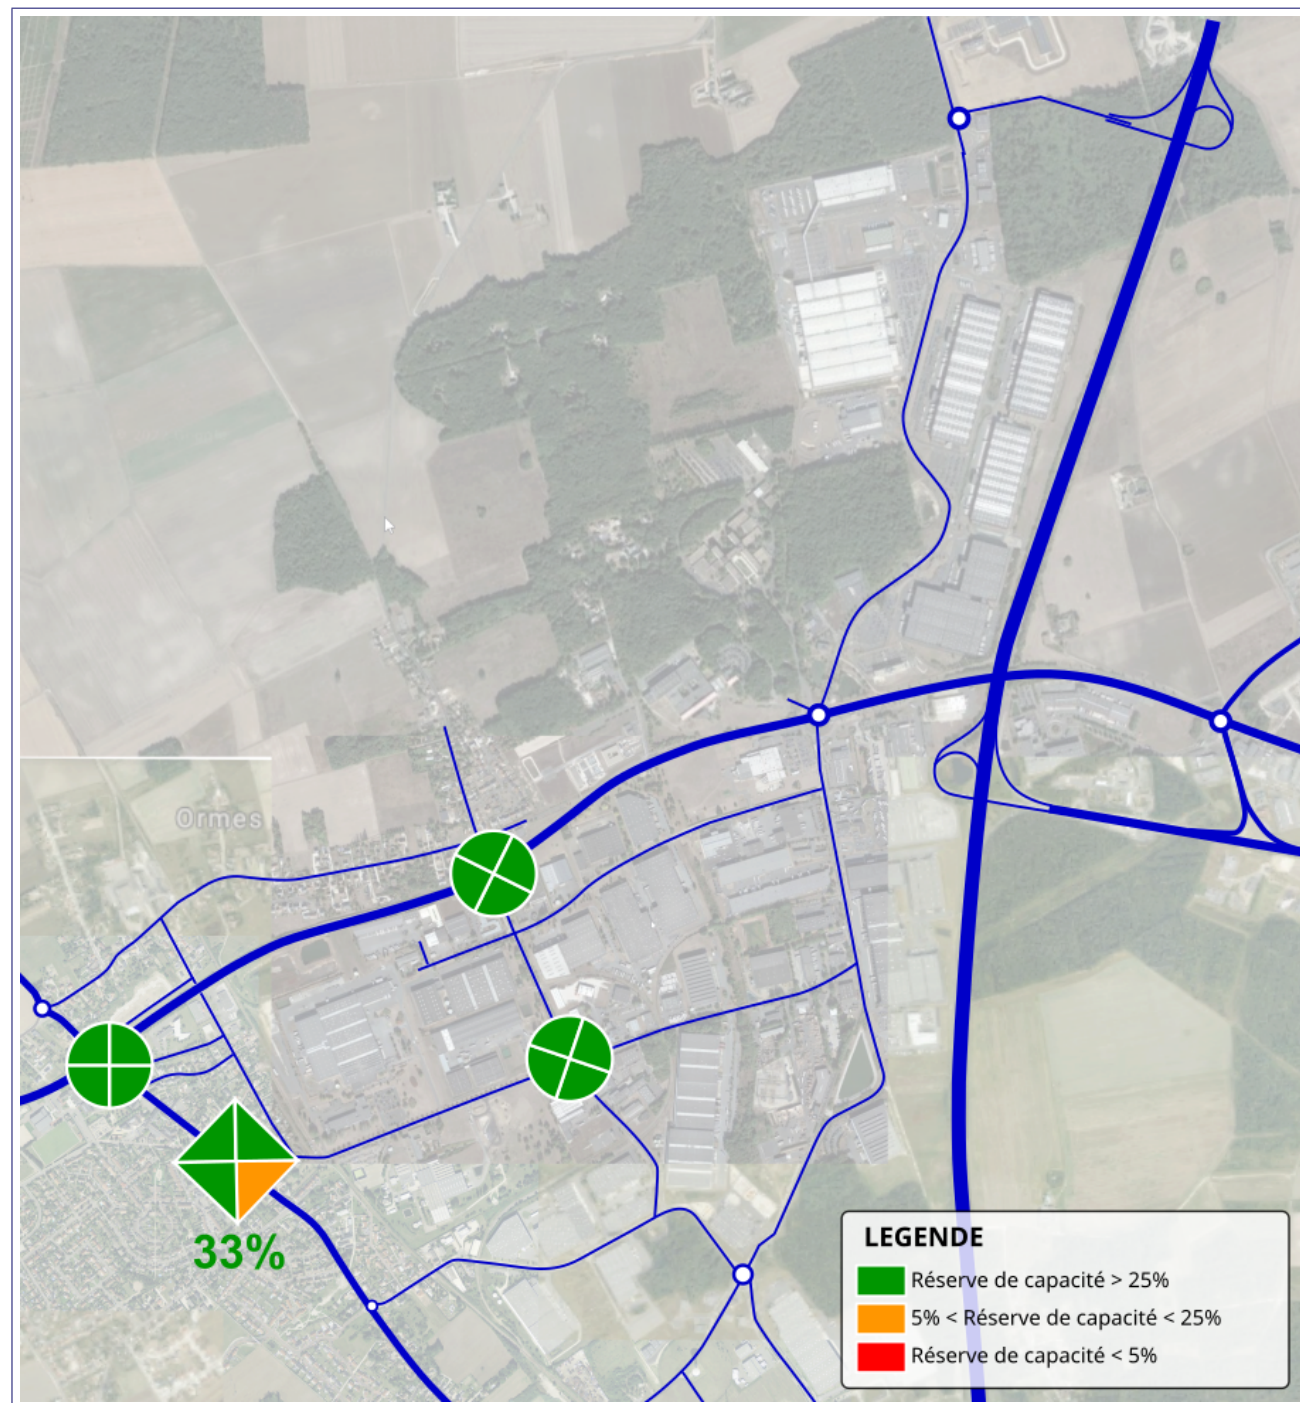 Ormes
33%
LEGENDE
Réserve de capacité > 25%
5% < Réserve de capacité < 25%
Réserve de capacité < 5%